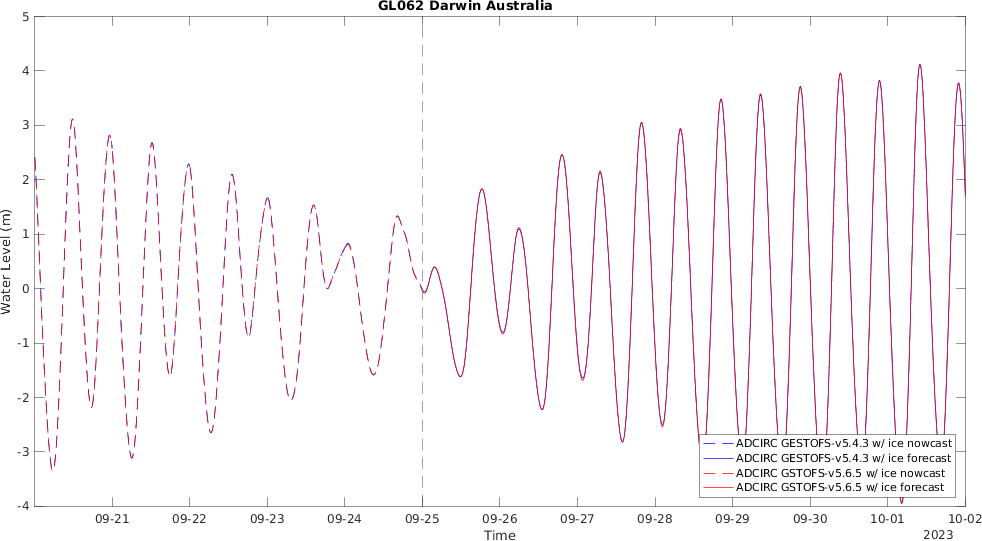 GL062 Darwin Australia
5
4
3
2
1
0
-1
-2
-3
-4
Water Level (m)
ADCIRC GESTOFS-v5.4.3 w/ ice nowcast
ADCIRC GESTOFS-v5.4.3 w/ ice forecast
ADCIRC GSTOFS-v5.6.5 w/ ice nowcast
ADCIRC GSTOFS-v5.6.5 w/ ice forecast
09-21 09-22 09-23 09-24 09-25 09-26 09-27 09-28 09-29 09-30 10-01 10-02
Time
2023